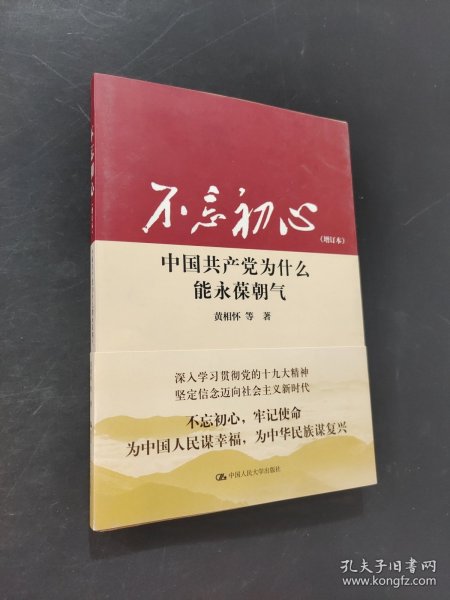 不忘初心
(增订本)
中国共产党为什么
能永葆朝气
黄相怀 等 著
深入学习贯彻党的十九大精神
坚定信念迈向社会主义新时代
不忘初心，牢记使命
为中国人民谋幸福，为中华民族谋复兴
中国人民大学出版社
不忘初心
孔夫子旧书网
www.kongfz.com